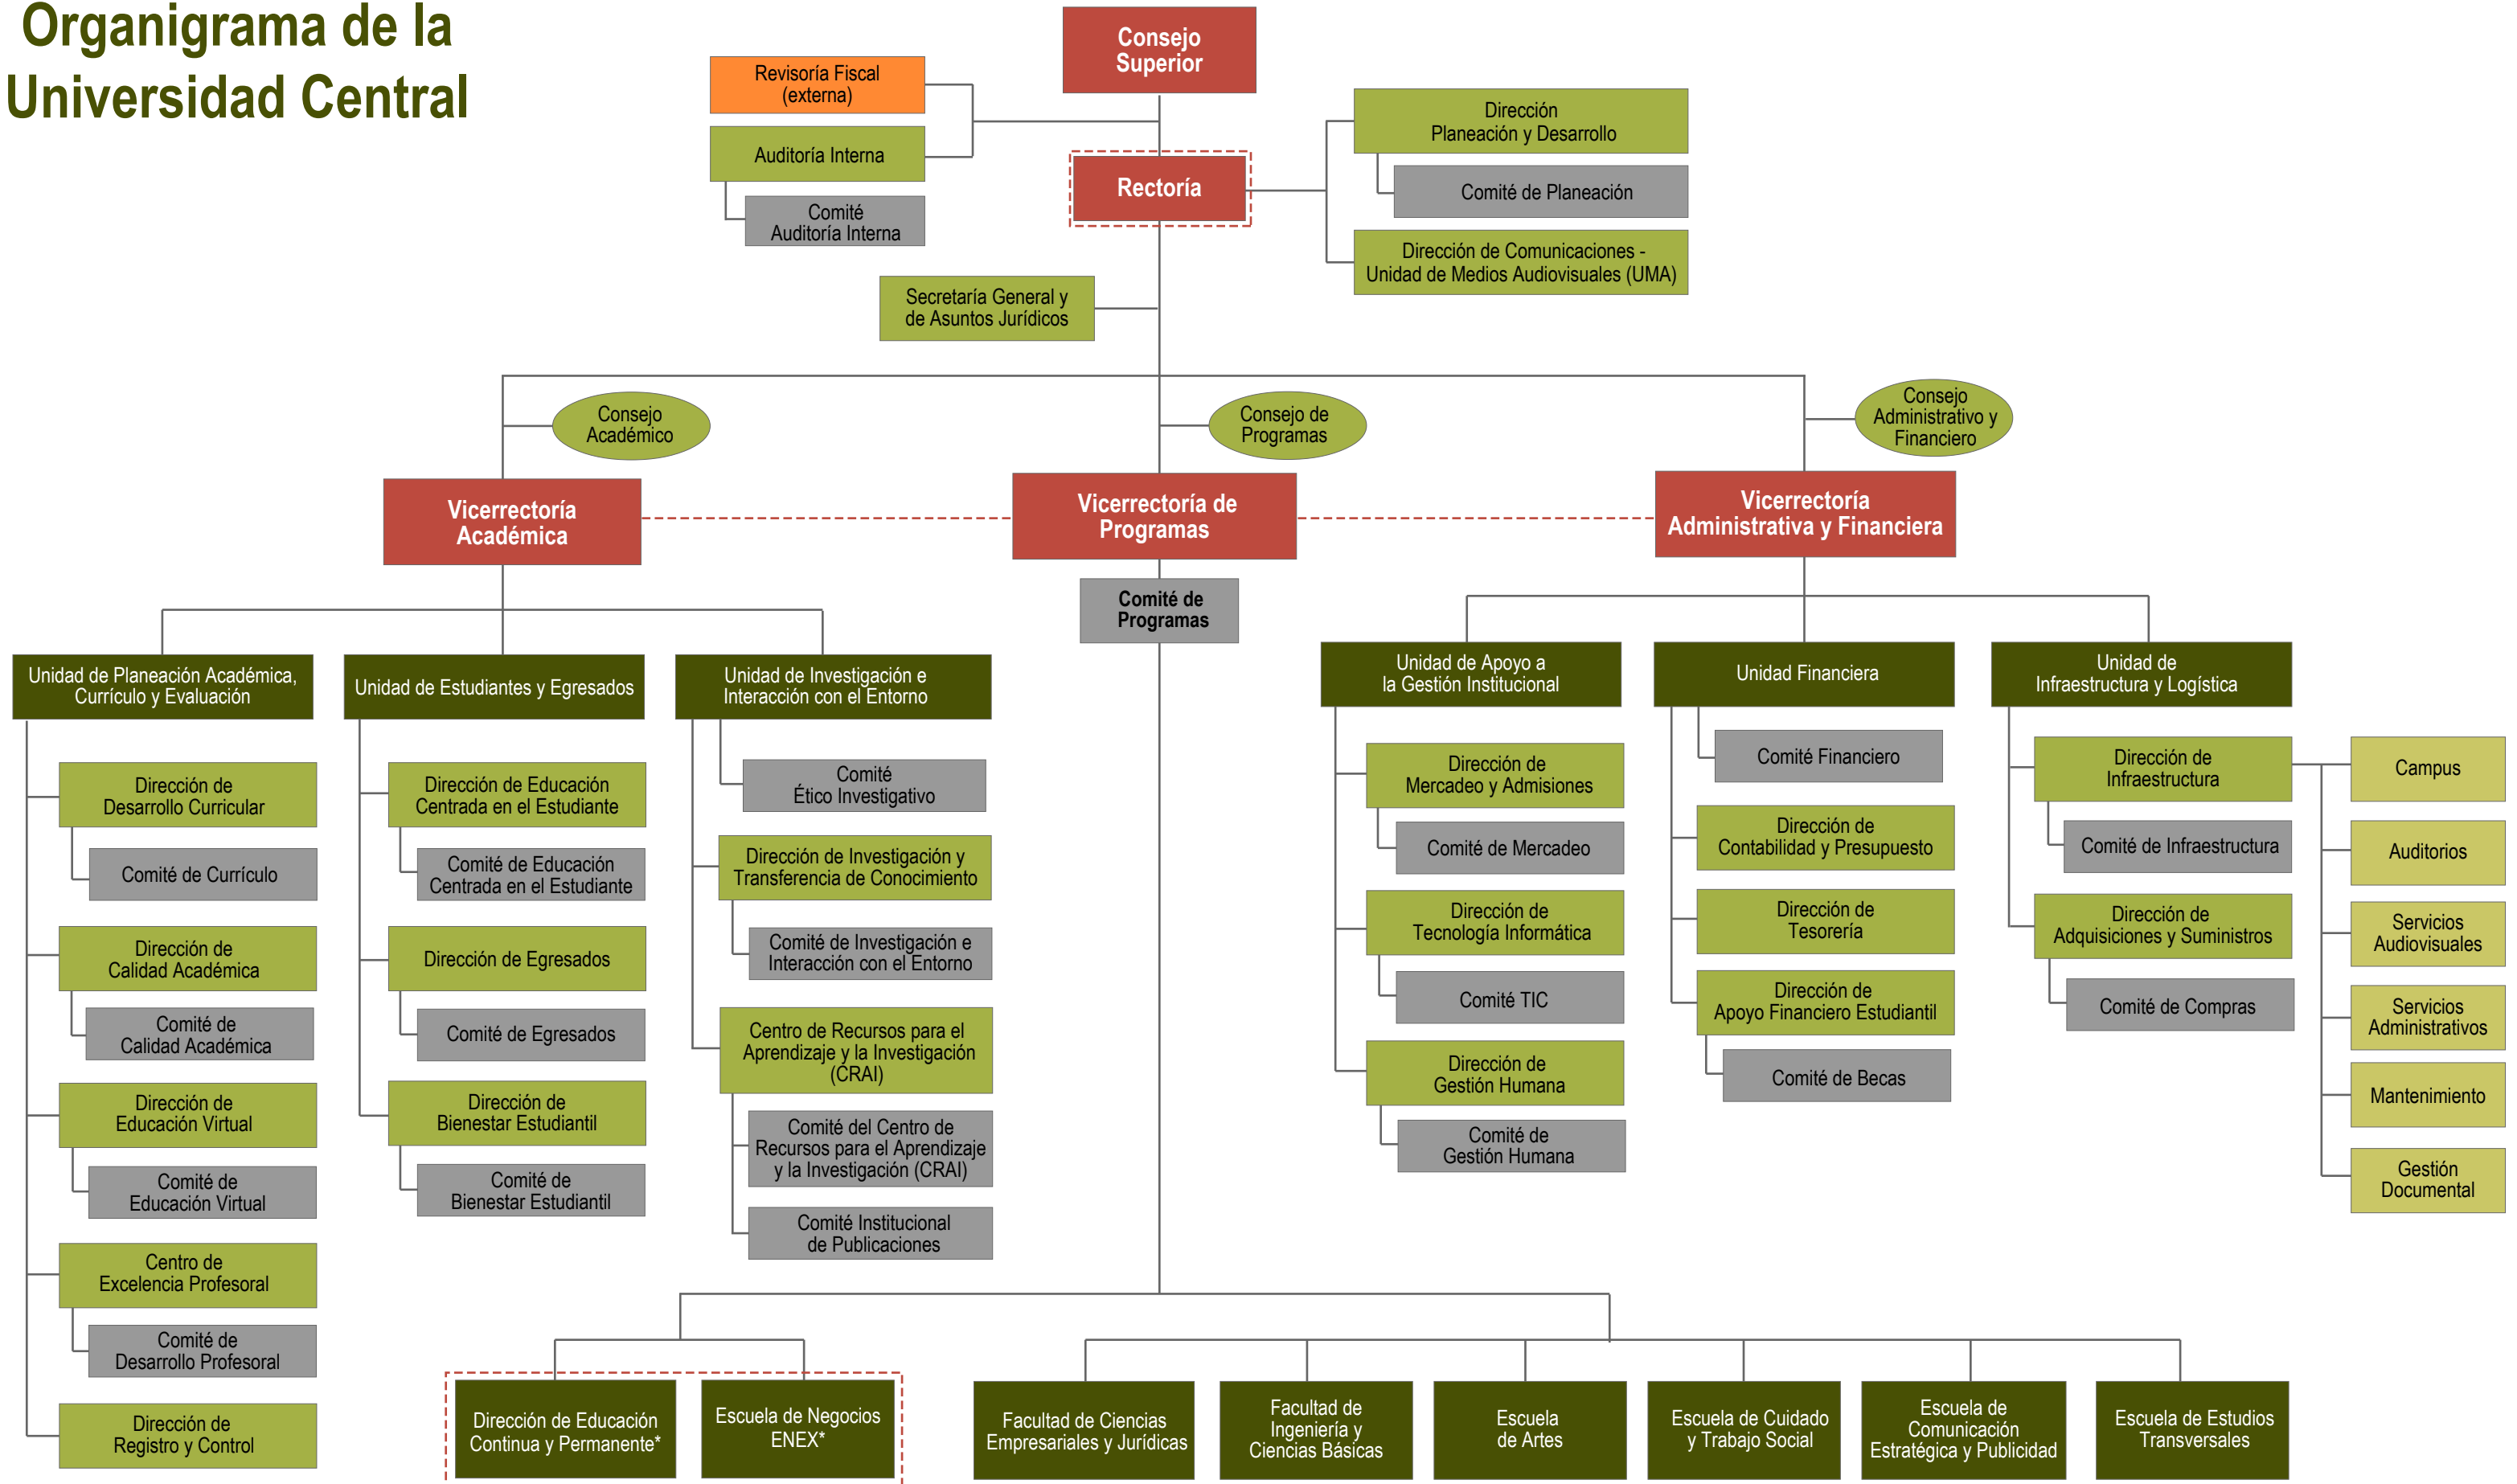 Organigrama de la
Universidad Central
Consejo
Superior
Revisoría Fiscal
(externa)
Auditoría Interna
Comité
Auditoría Interna
Rectoría
Dirección
Planeación y Desarrollo
Comité de Planeación
Dirección de Comunicaciones -
Unidad de Medios Audiovisuales (UMA)
Secretaría General y
de Asuntos Jurídicos
Consejo
Académico
Consejo de
Programas
Consejo
Administrativo y
Financiero
Vicerrectoría
Académica
Vicerrectoría de
Programas
Vicerrectoría
Administrativa y Financiera
Comité de
Programas
Unidad de Planeación Académica,
Currículo y Evaluación
Dirección de
Desarrollo Curricular
Comité de Currículo
Dirección de
Calidad Académica
Comité de
Calidad Académica
Dirección de
Educación Virtual
Comité de
Educación Virtual
Centro de
Excelencia Profesoral
Comité de
Desarrollo Profesoral
Dirección de
Registro y Control
Unidad de Estudiantes y Egresados
Dirección de Educación
Centrada en el Estudiante
Comité de Educación
Centrada en el Estudiante
Dirección de Egresados
Comité de Egresados
Dirección de
Bienestar Estudiantil
Comité de
Bienestar Estudiantil
Unidad de Investigación e
Interacción con el Entorno
Comité
Ético Investigativo
Dirección de Investigación y
Transferencia de Conocimiento
Comité de Investigación e
Interacción con el Entorno
Centro de Recursos para el
Aprendizaje y la Investigación
(CRAI)
Comité del Centro de
Recursos para el Aprendizaje
y la Investigación (CRAI)
Comité Institucional
de Publicaciones
Unidad de Apoyo a
la Gestión Institucional
Dirección de
Mercadeo y Admisiones
Comité de Mercadeo
Dirección de
Tecnología Informática
Comité TIC
Dirección de
Gestión Humana
Comité de
Gestión Humana
Unidad Financiera
Comité Financiero
Dirección de
Contabilidad y Presupuesto
Dirección de
Tesorería
Dirección de
Apoyo Financiero Estudiantil
Comité de Becas
Unidad de
Infraestructura y Logística
Dirección de
Infraestructura
Comité de Infraestructura
Dirección de
Adquisiciones y Suministros
Comité de Compras
Campus
Auditorios
Servicios
Audiovisuales
Servicios
Administrativos
Mantenimiento
Gestión
Documental
Dirección de Educación
Continua y Permanente*
Escuela de Negocios
ENEX*
Facultad de Ciencias
Empresariales y Jurídicas
Facultad de
Ingeniería y
Ciencias Básicas
Escuela
de Artes
Escuela de Cuidado
y Trabajo Social
Escuela de
Comunicación
Estratégica y Publicidad
Escuela de Estudios
Transversales